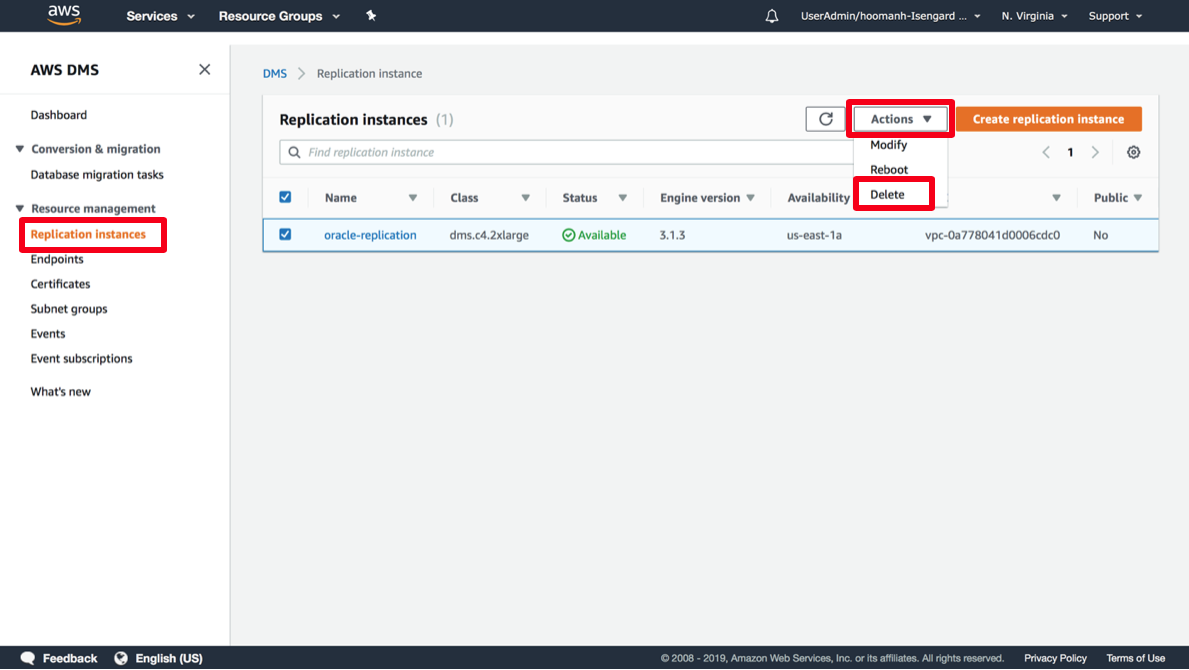 aws Services Resource Groups UserAdmin/hoomanh-Isengard ... N. Virginia Support
AWS DMS
Dashboard
Conversion & migration
Database migration tasks
Resource management
Replication instances
Endpoints
Certificates
Subnet groups
Events
Event subscriptions
What's new
DMS Replication instance
Replication instances (1) Actions Create replication instance
Find replication instance 1
Modify
Reboot
Delete
Name Class Status Engine version Availability Public
oracle-replication dms.c4.2xlarge Available 3.1.3 us-east-1a vpc-0a778041d0006cdc0 No
Feedback English (US) © 2008 - 2019, Amazon Web Services, Inc. or its affiliates. All rights reserved. Privacy Policy Terms of Use